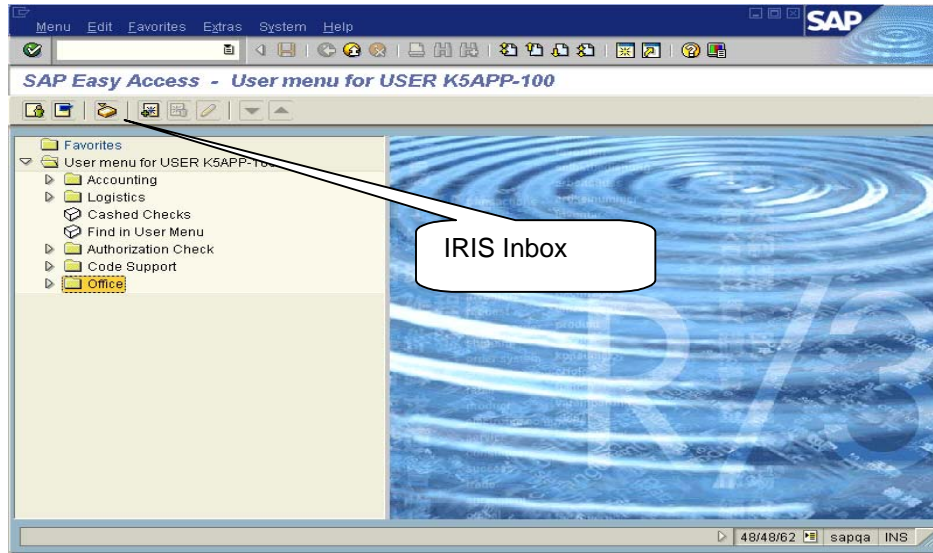 Menu Edit Favorites Extras System Help
SAP
SAP Easy Access - User menu for USER K5APP-100
Favorites
User menu for USER K5APP-100
Accounting
Logistics
Cashed Checks
Find in User Menu
Authorization Check
Code Support
Office
IRIS Inbox
R/3
48/48/62 sapqa INS